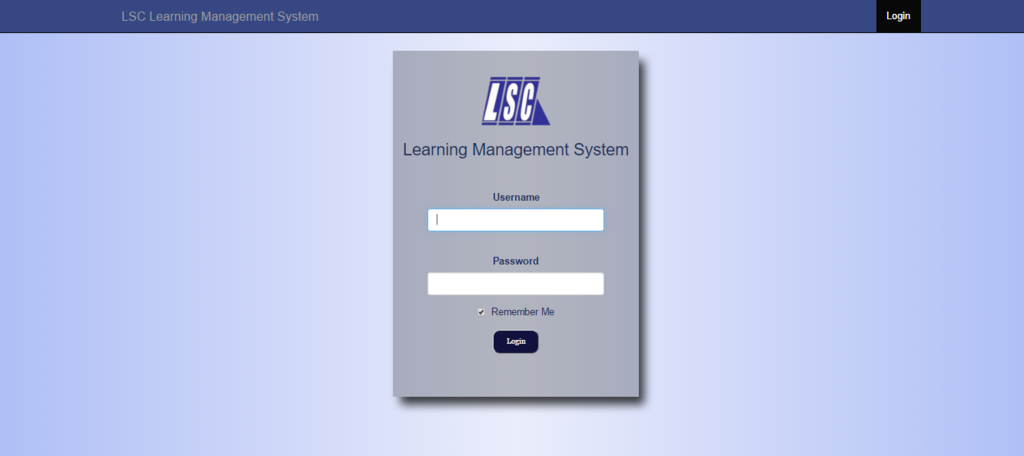 LSC Learning Management System
Login
LSC
Learning Management System
Username
Password
Remember Me
Login